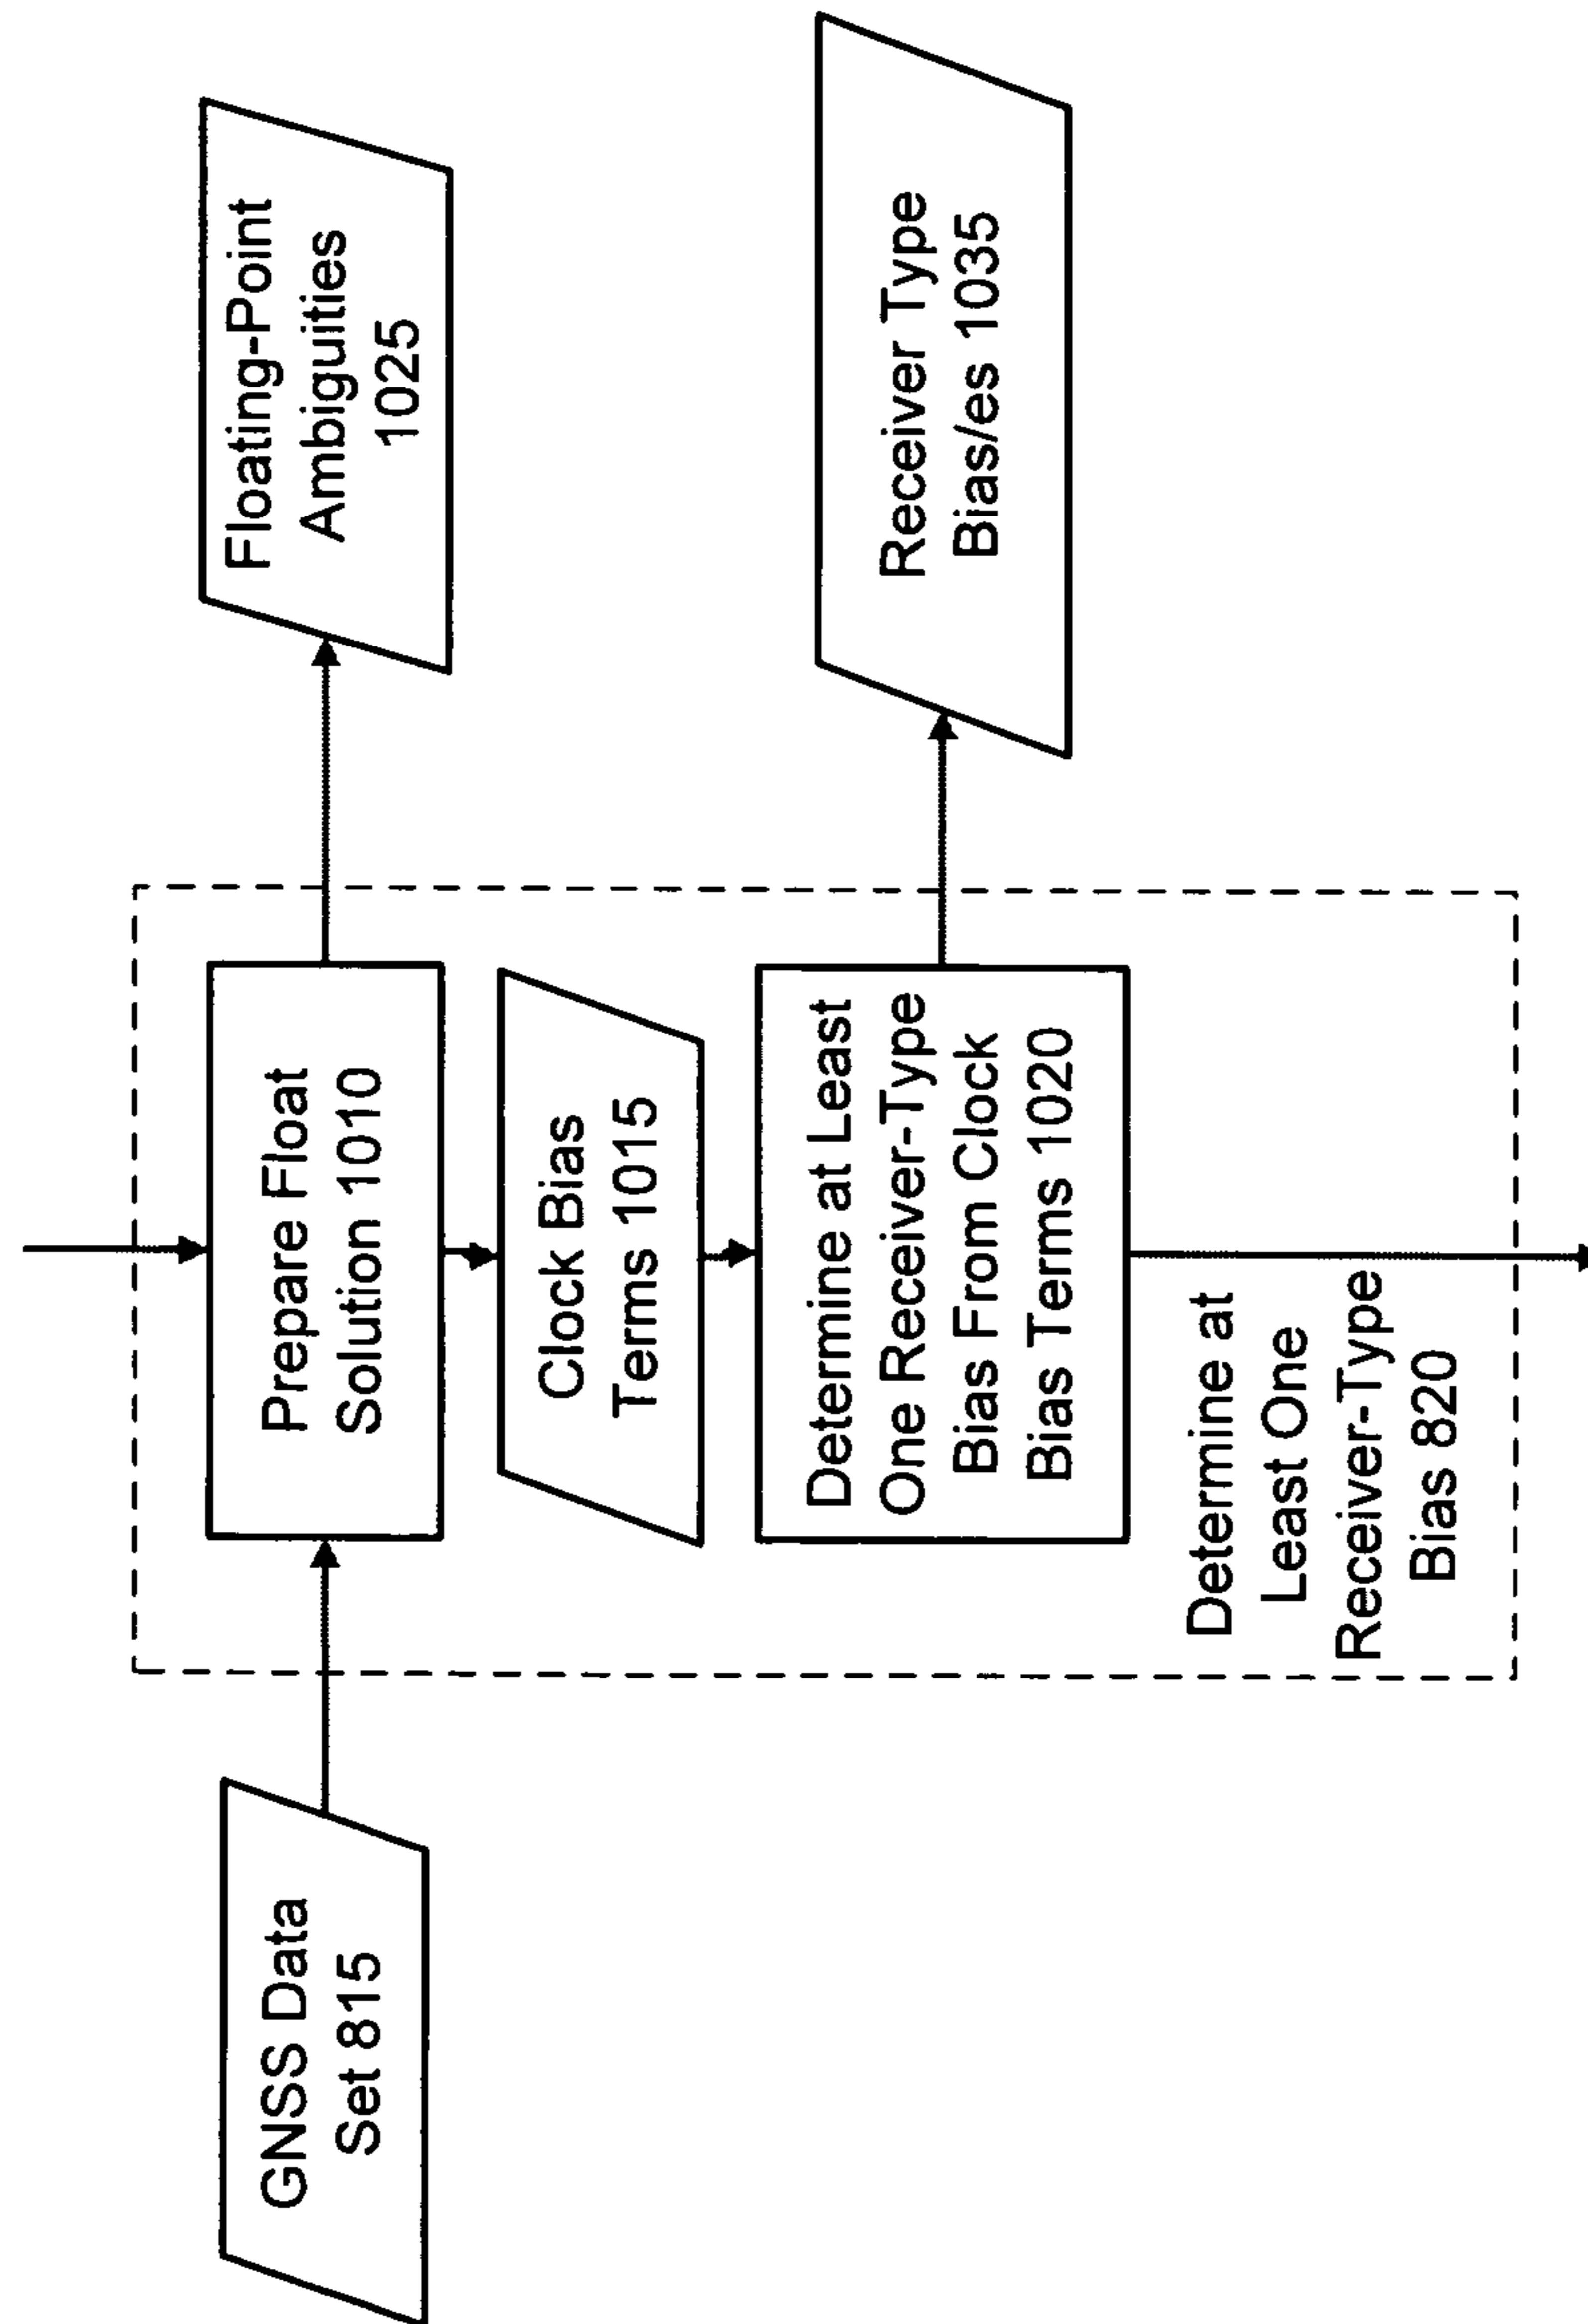 GNSS Data
Set 815
Prepare Float
Solution 1010
Floating-Point
Ambiguities
1025
Clock Bias
Terms 1015
Determine at Least
One Receiver-Type
Bias From Clock
Bias Terms 1020
Receiver Type
Bias/es 1035
Determine at
Least One
Receiver-Type
Bias 820